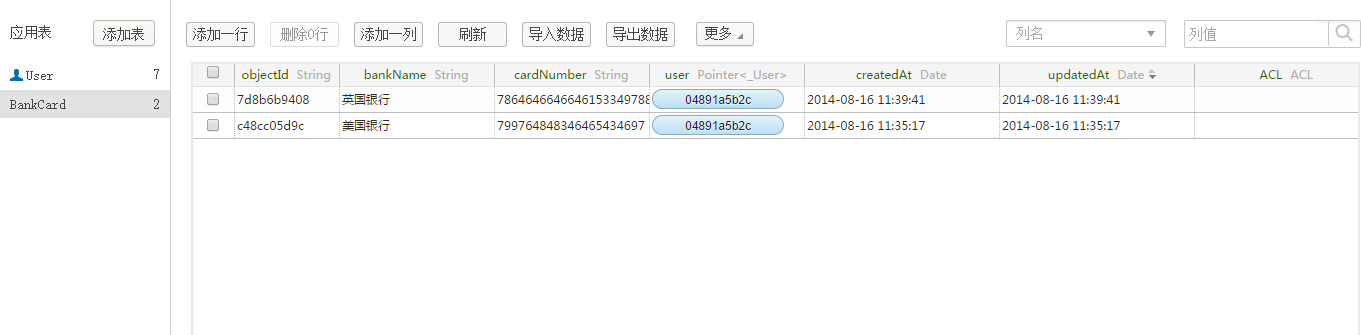 应用表 添加表
User 7
BankCard 2
添加一行 删除0行 添加一列 刷新 导入数据 导出数据 更多 列名 列值
objectId String bankName String cardNumber String user Pointer<_User> createdAt Date updatedAt Date ACL ACL
7d8b6b9408 英国银行 7864646646646153349788 04891a5b2c 2014-08-16 11:39:41 2014-08-16 11:39:41
c48cc05d9c 美国银行 799764848346465434697 04891a5b2c 2014-08-16 11:35:17 2014-08-16 11:35:17